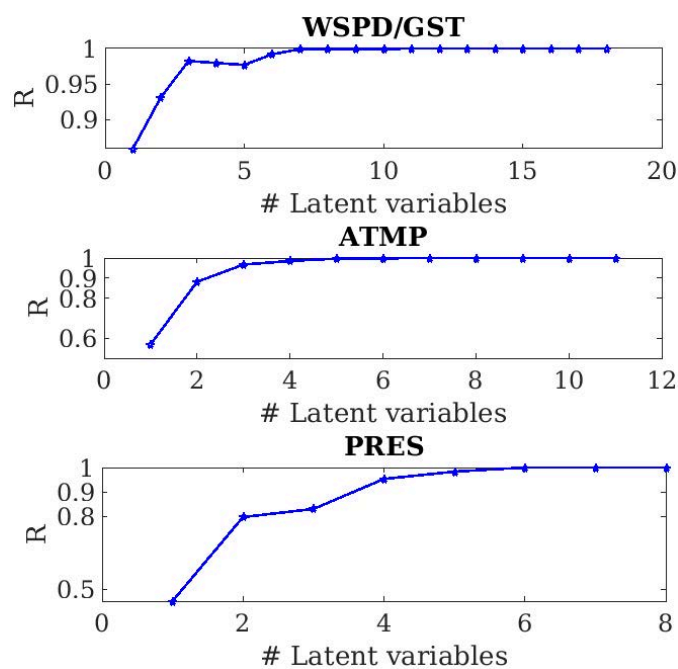 WSPD/GST
1
0.95
0.9
R
0 5 10 15 20
# Latent variables
ATMP
1
0.9
0.8
0.6
R
0 2 4 6 8 10 12
# Latent variables
PRES
1
0.9
0.8
0.5
R
0 2 4 6 8
# Latent variables